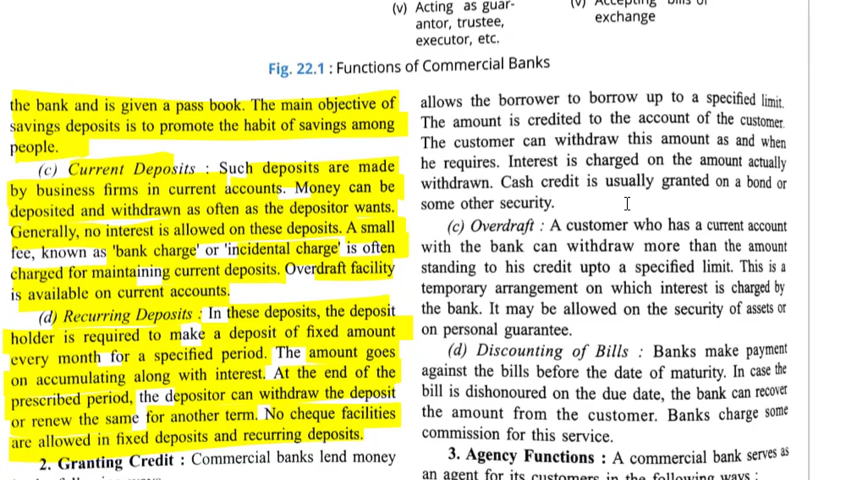 (v) Acting as guar-
antor, trustee,
executor, etc.
(v) Accepting bills of
exchange
Fig. 22.1 : Functions of Commercial Banks
the bank and is given a pass book. The main objective of
savings deposits is to promote the habit of savings among
people.
(c) Current Deposits : Such deposits are made
by business firms in current accounts. Money can be
deposited and withdrawn as often as the depositor wants.
Generally, no interest is allowed on these deposits. A small
fee, known as 'bank charge' or 'incidental charge' is often
charged for maintaining current deposits. Overdraft facility
is available on current accounts.
(d) Recurring Deposits : In these deposits, the deposit
holder is required to make a deposit of fixed amount
every month for a specified period. The amount goes
on accumulating along with interest. At the end of the
prescribed period, the depositor can withdraw the deposit
or renew the same for another term. No cheque facilities
are allowed in fixed deposits and recurring deposits.
2. Granting Credit : Commercial banks lend money
allows the borrower to borrow up to a specified limit.
The amount is credited to the account of the customer.
The customer can withdraw this amount as and when
he requires. Interest is charged on the amount actually
withdrawn. Cash credit is usually granted on a bond or
some other security.
(c) Overdraft : A customer who has a current account
with the bank can withdraw more than the amount
standing to his credit upto a specified limit. This is a
temporary arrangement on which interest is charged by
the bank. It may be allowed on the security of assets or
on personal guarantee.
(d) Discounting of Bills : Banks make payment
against the bills before the date of maturity. In case the
bill is dishonoured on the due date, the bank can recover
the amount from the customer. Banks charge some
commission for this service.
3. Agency Functions : A commercial bank serves as
an agent for its customers in the following ways :